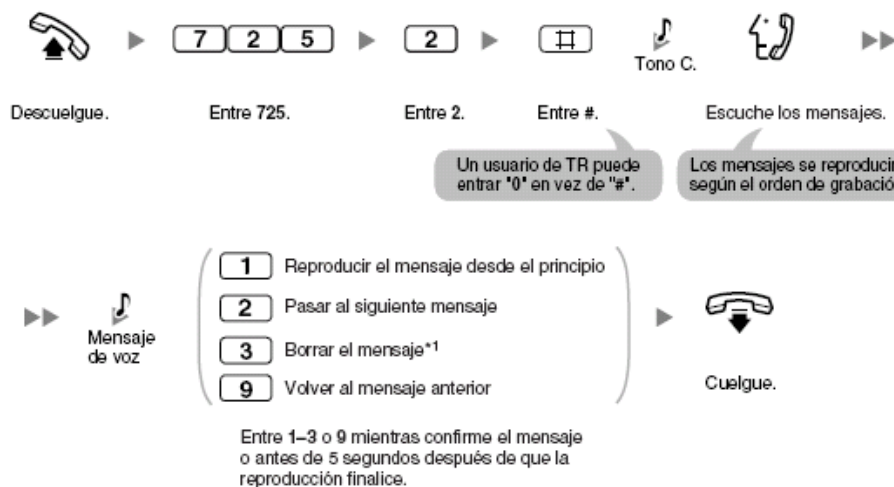 7 2 5
2
#
Tono C.
Descuelgue.
Entre 725.
Entre 2.
Entre #.
Escuche los mensajes.
Un usuario de TR puede
entrar "0" en vez de "#".
Los mensajes se
según el orden de
1 Reproducir el mensaje desde el principio
2 Pasar al siguiente mensaje
3 Borrar el mensaje*1
9 Volver al mensaje anterior
Mensaje
de voz
Cuelgue.
Entre 1–3 o 9 mientras confirme el mensaje
o antes de 5 segundos después de que la
reproducción finalice.